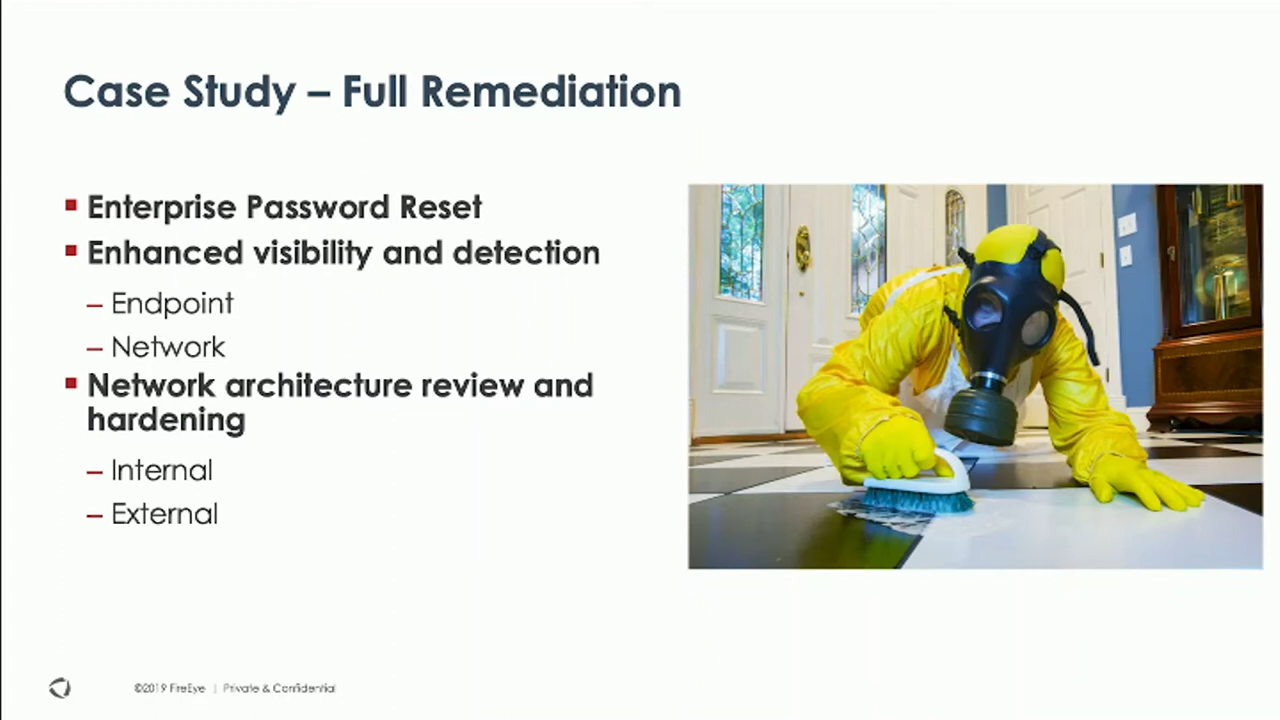 Case Study – Full Remediation
▪ Enterprise Password Reset
▪ Enhanced visibility and detection
– Endpoint
– Network
▪ Network architecture review and
hardening
– Internal
– External
©2019 FireEye | Private & Confidential